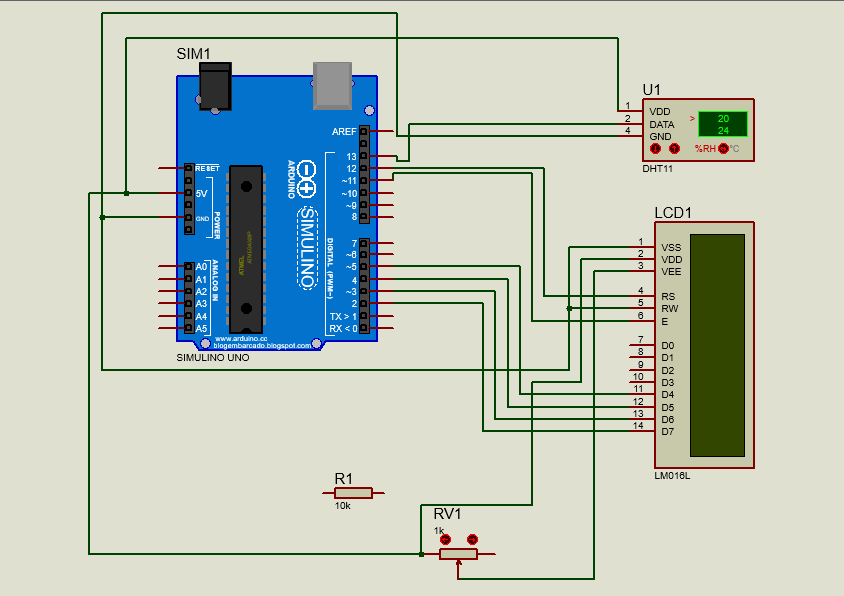 SIM1
ARDUINO
SIMULINO
AREF
13
12
~11
~10
~9
8
7
~6
~5
4
~3
2
TX > 1
RX < 0
DIGITAL (PWM~)
RESET
5V
GND
POWER
A0
A1
A2
A3
A4
A5
ANALOG IN
ATMEL
www.arduino.cc
blogembarcado.blogspot.com
SIMULINO UNO
U1
1 VDD
2 DATA
4 GND
> 20
24
%RH °C
DHT11
LCD1
1 VSS
2 VDD
3 VEE
4 RS
5 RW
6 E
7 D0
8 D1
9 D2
10 D3
11 D4
12 D5
13 D6
14 D7
LM016L
R1
10k
RV1
1k